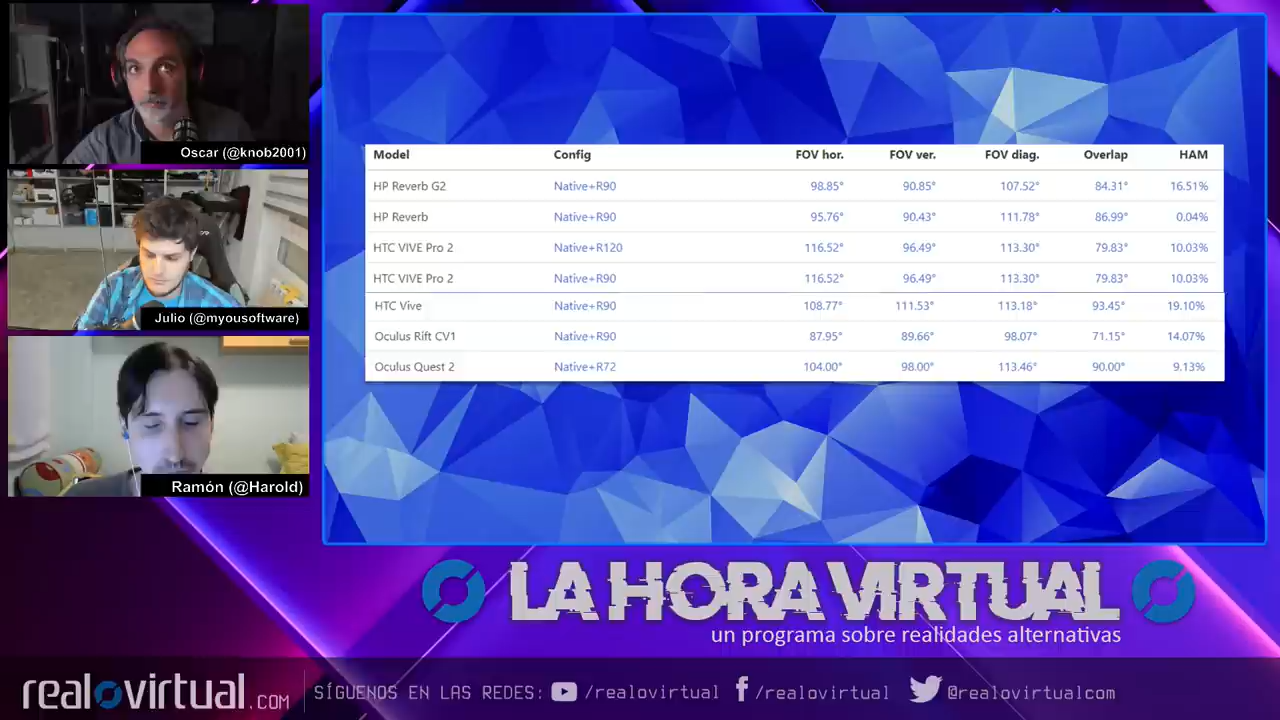 Oscar (@knob2001)
Julio (@myousoftware)
Ramón (@Harold)
Model Config FOV hor. FOV ver. FOV diag. Overlap HAM
HP Reverb G2 Native+R90 98.85° 90.85° 107.52° 84.31° 16.51%
HP Reverb Native+R90 95.76° 90.43° 111.78° 86.99° 0.04%
HTC VIVE Pro 2 Native+R120 116.52° 96.49° 113.30° 79.83° 10.03%
HTC VIVE Pro 2 Native+R90 116.52° 96.49° 113.30° 79.83° 10.03%
HTC Vive Native+R90 108.77° 111.53° 113.18° 93.45° 19.10%
Oculus Rift CV1 Native+R90 87.95° 89.66° 98.07° 71.15° 14.07%
Oculus Quest 2 Native+R72 104.00° 98.00° 113.46° 90.00° 9.13%
LA HORA VIRTUAL
un programa sobre realidades alternativas
realovirtual.com SÍGUENOS EN LAS REDES: /realovirtual /realovirtual @realovirtualcom